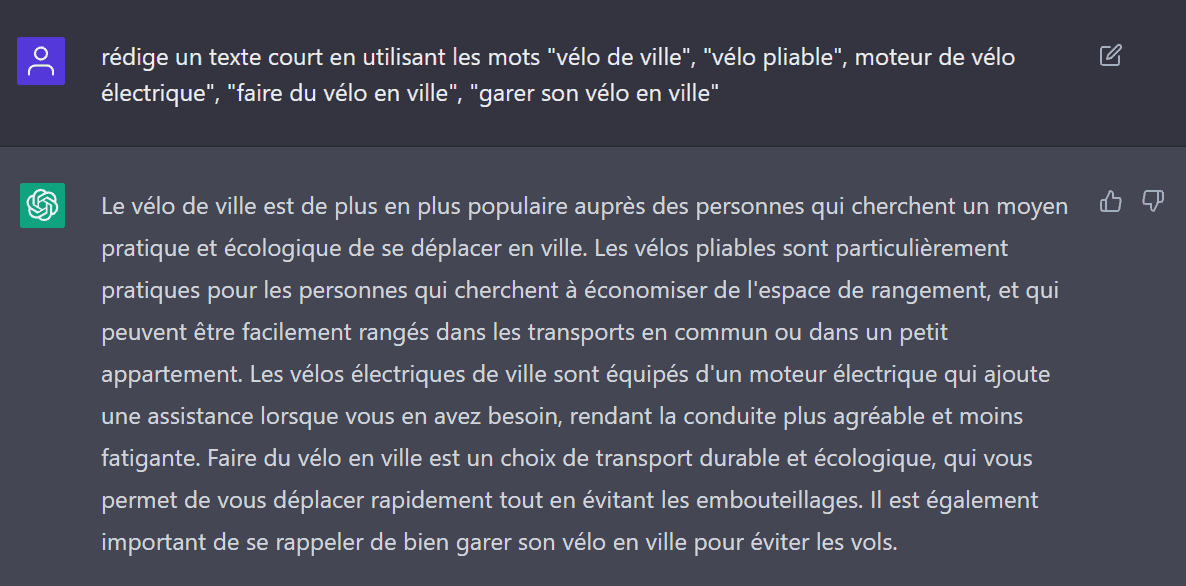 rédige un texte court en utilisant les mots "vélo de ville", "vélo pliable", moteur de vélo
électrique", "faire du vélo en ville", "garer son vélo en ville"
Le vélo de ville est de plus en plus populaire auprès des personnes qui cherchent un moyen
pratique et écologique de se déplacer en ville. Les vélos pliables sont particulièrement
pratiques pour les personnes qui cherchent à économiser de l'espace de rangement, et qui
peuvent être facilement rangés dans les transports en commun ou dans un petit
appartement. Les vélos électriques de ville sont équipés d'un moteur électrique qui ajoute
une assistance lorsque vous en avez besoin, rendant la conduite plus agréable et moins
fatigante. Faire du vélo en ville est un choix de transport durable et écologique, qui vous
permet de vous déplacer rapidement tout en évitant les embouteillages. Il est également
important de se rappeler de bien garer son vélo en ville pour éviter les vols.